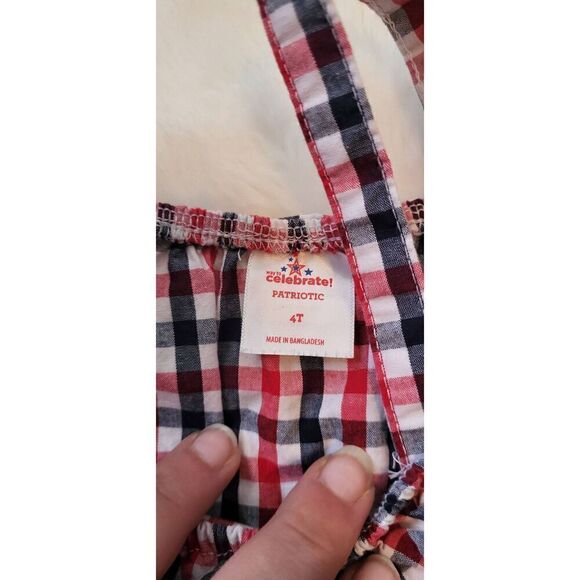 way to
celebrate!
PATRIOTIC
4T
MADE IN BANGLADESH